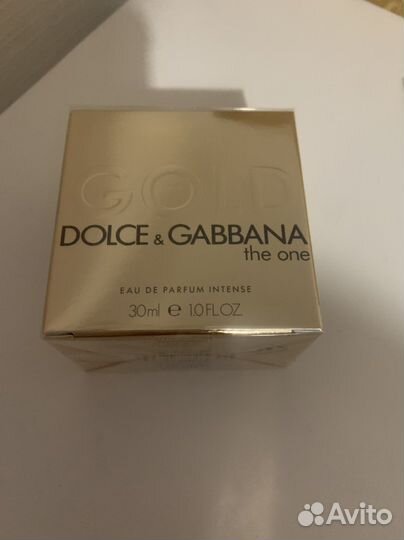 GOLD
DOLCE & GABBANA
the one
EAU DE PARFUM INTENSE
30ml e 1.0 FL.OZ.
Avito